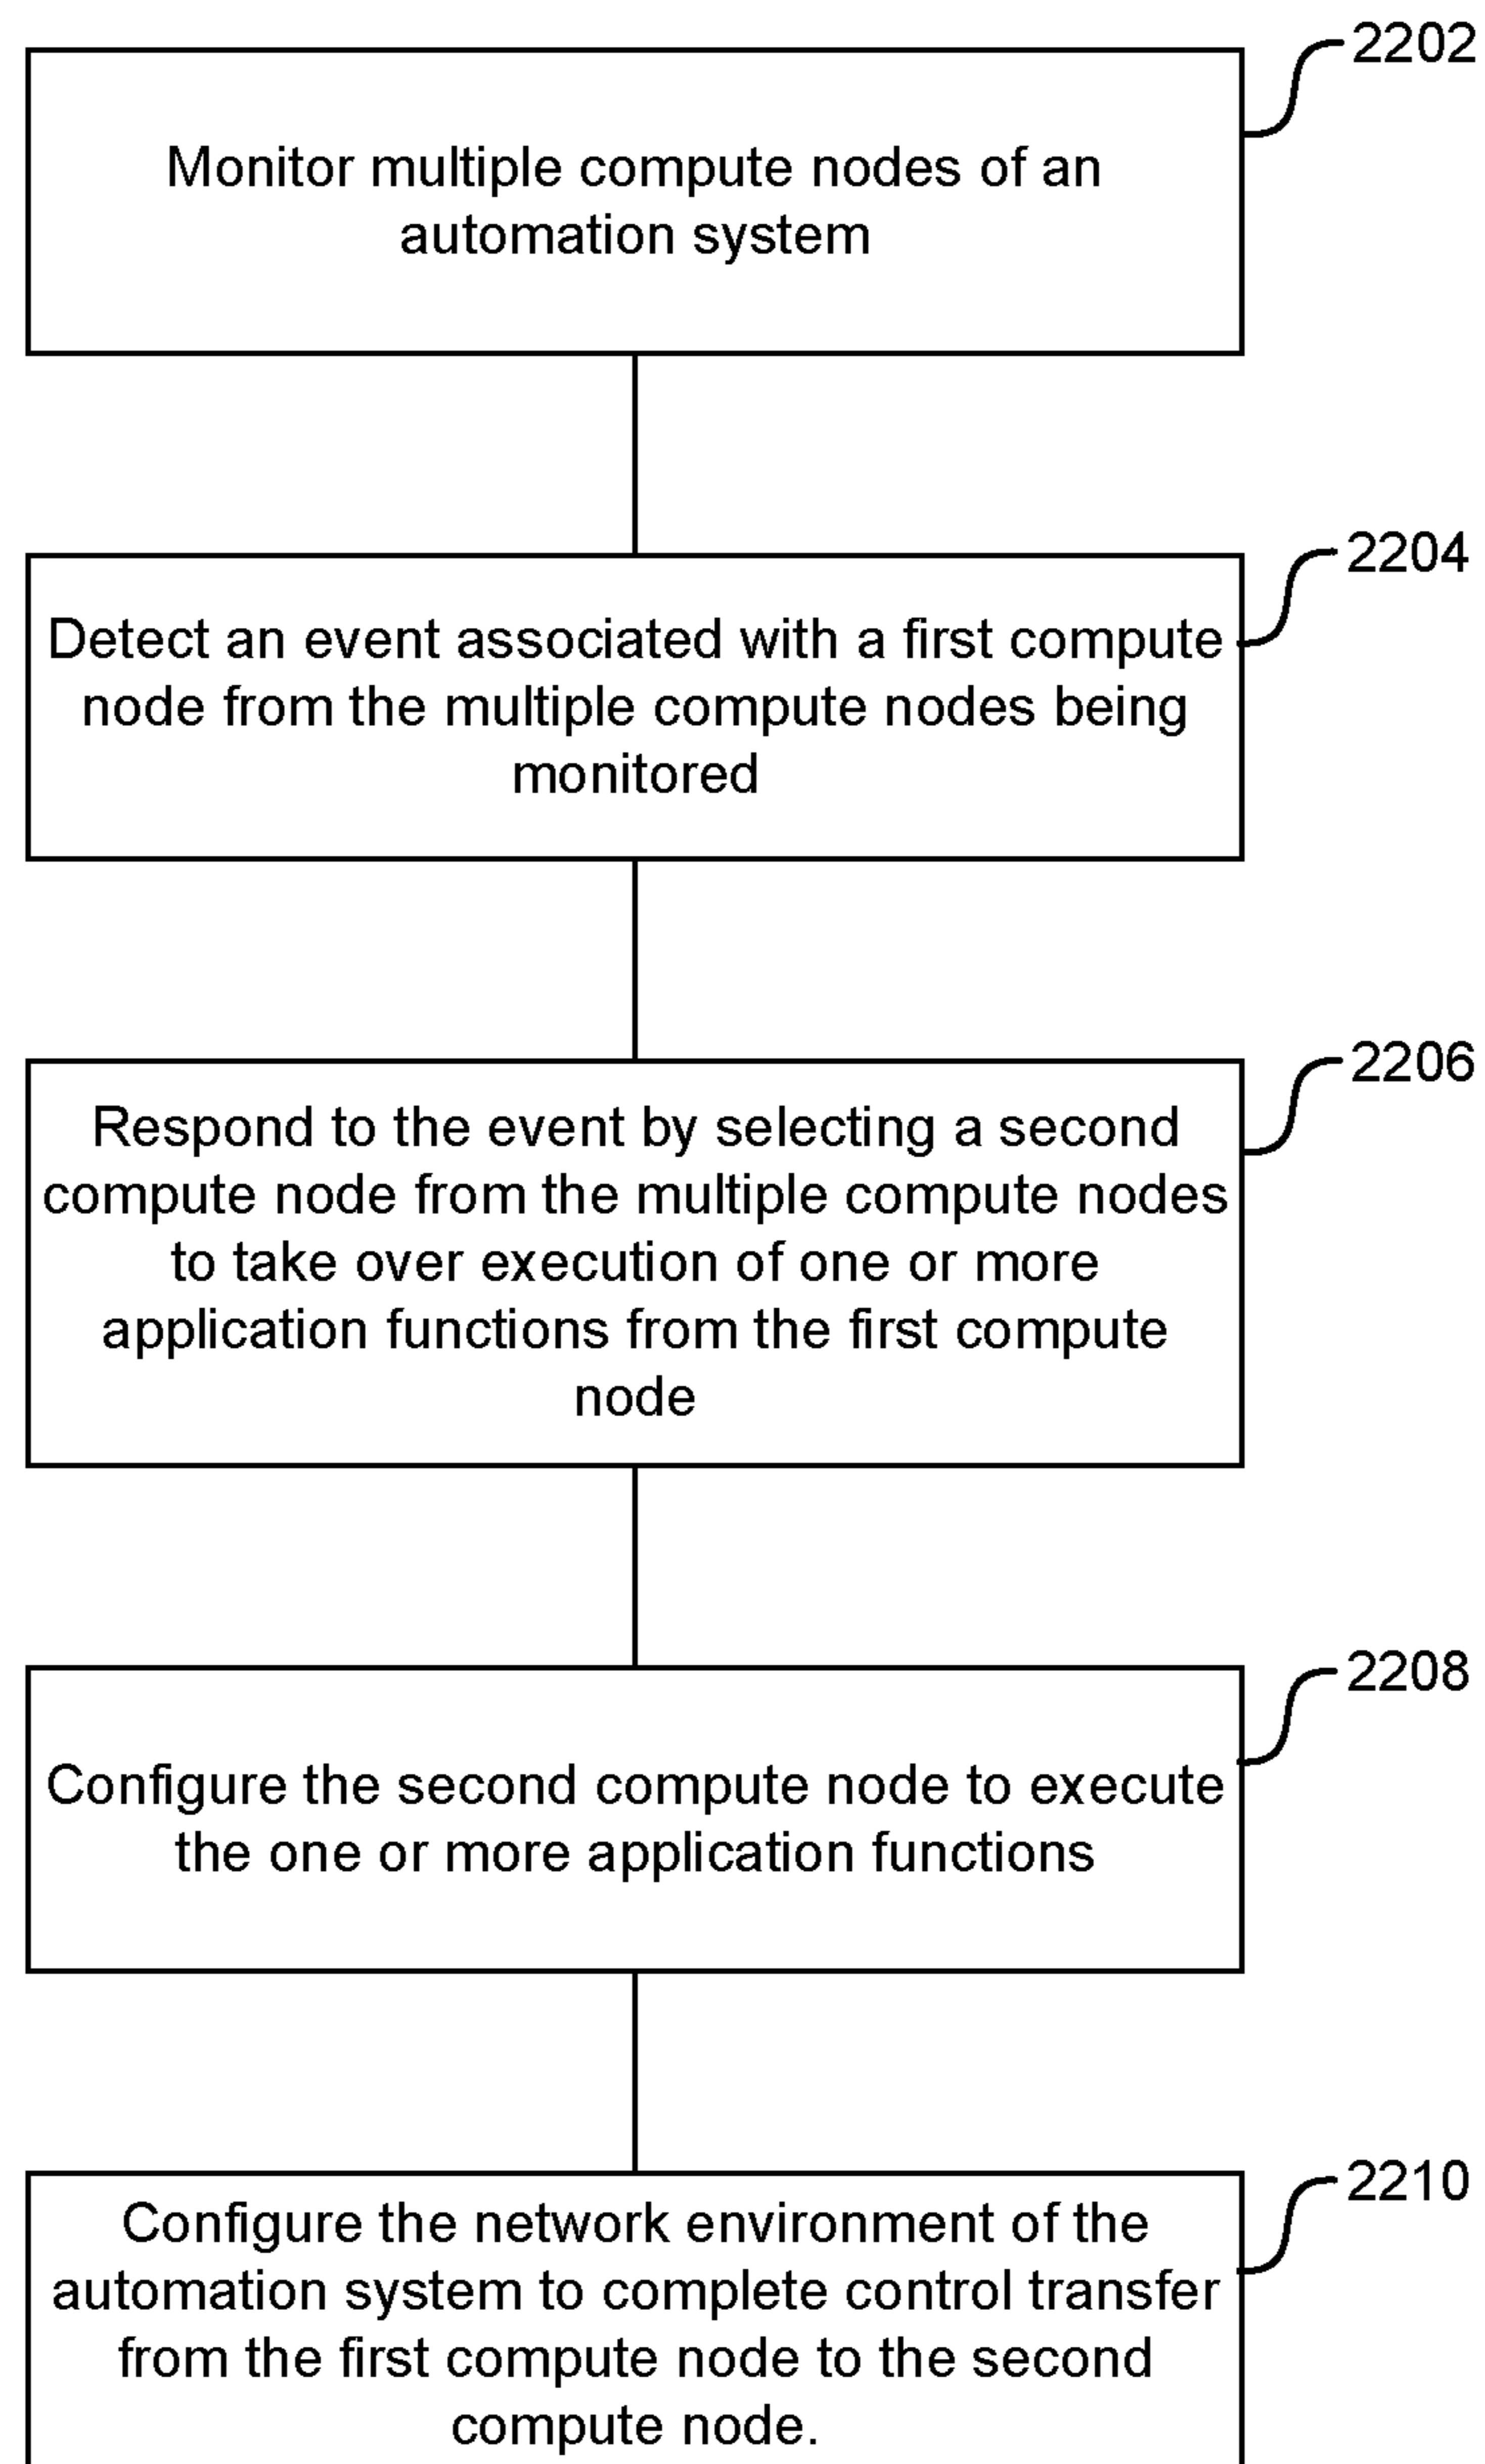 2202
Monitor multiple compute nodes of an
automation system
2204
Detect an event associated with a first compute
node from the multiple compute nodes being
monitored
2206
Respond to the event by selecting a second
compute node from the multiple compute nodes
to take over execution of one or more
application functions from the first compute
node
2208
Configure the second compute node to execute
the one or more application functions
2210
Configure the network environment of the
automation system to complete control transfer
from the first compute node to the second
compute node.